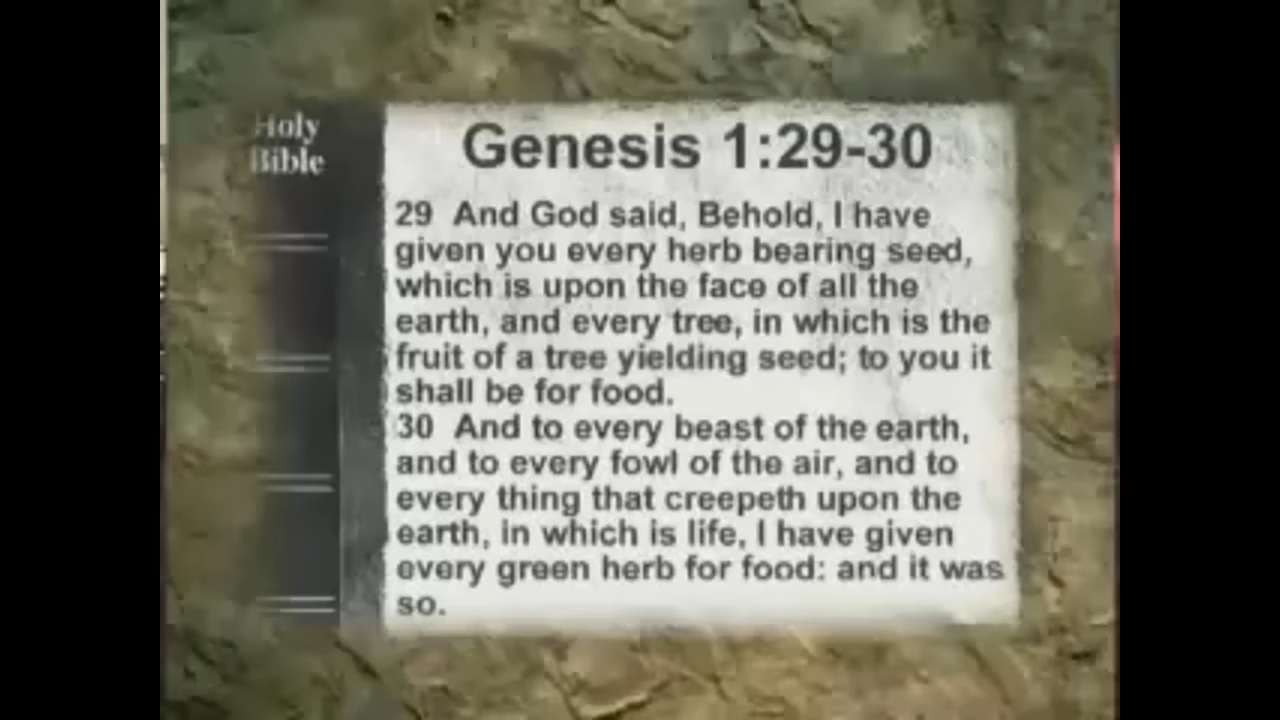 Holy
Bible
Genesis 1:29-30
29 And God said, Behold, I have
given you every herb bearing seed,
which is upon the face of all the
earth, and every tree, in which is the
fruit of a tree yielding seed; to you it
shall be for food.
30 And to every beast of the earth,
and to every fowl of the air, and to
every thing that creepeth upon the
earth, in which is life, I have given
every green herb for food: and it was
so.